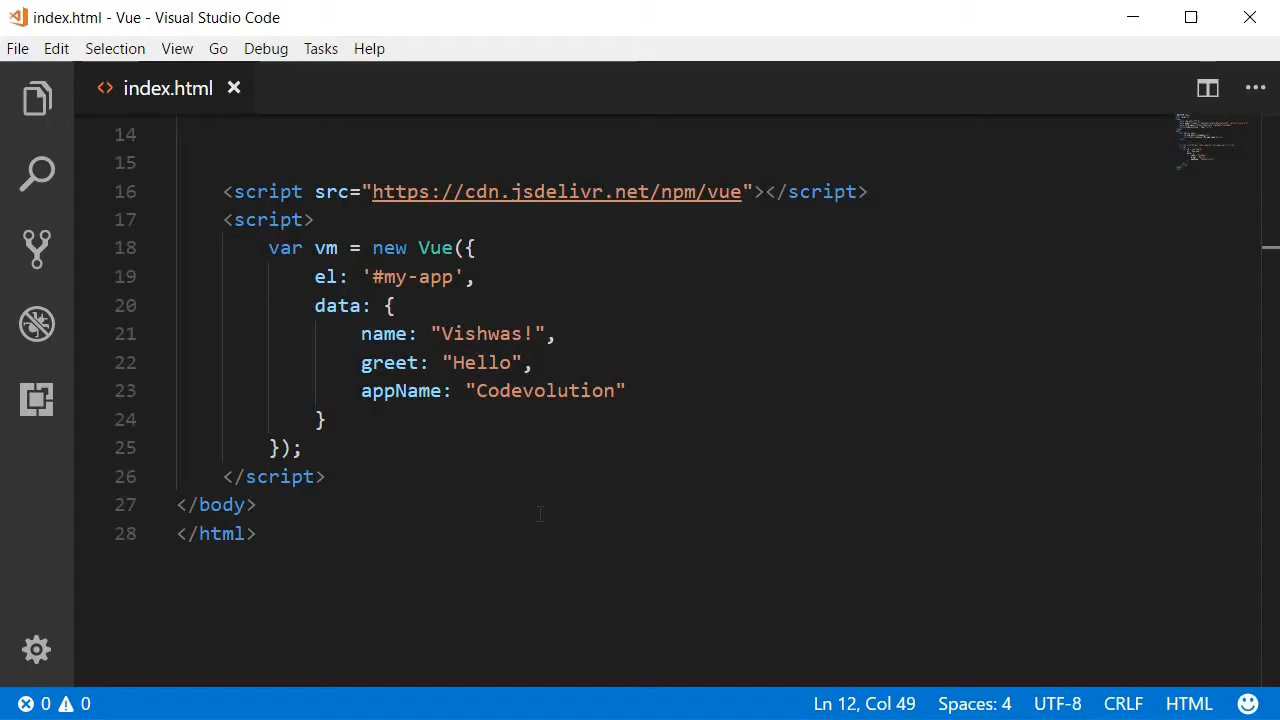 index.html - Vue - Visual Studio Code
File Edit Selection View Go Debug Tasks Help
<> index.html ×
14
15
16 <script src="https://cdn.jsdelivr.net/npm/vue"></script>
17 <script>
18 var vm = new Vue({
19 el: '#my-app',
20 data: {
21 name: "Vishwas!",
22 greet: "Hello",
23 appName: "Codevolution"
24 }
25 });
26 </script>
27 </body>
28 </html>
0 0 Ln 12, Col 49 Spaces: 4 UTF-8 CRLF HTML